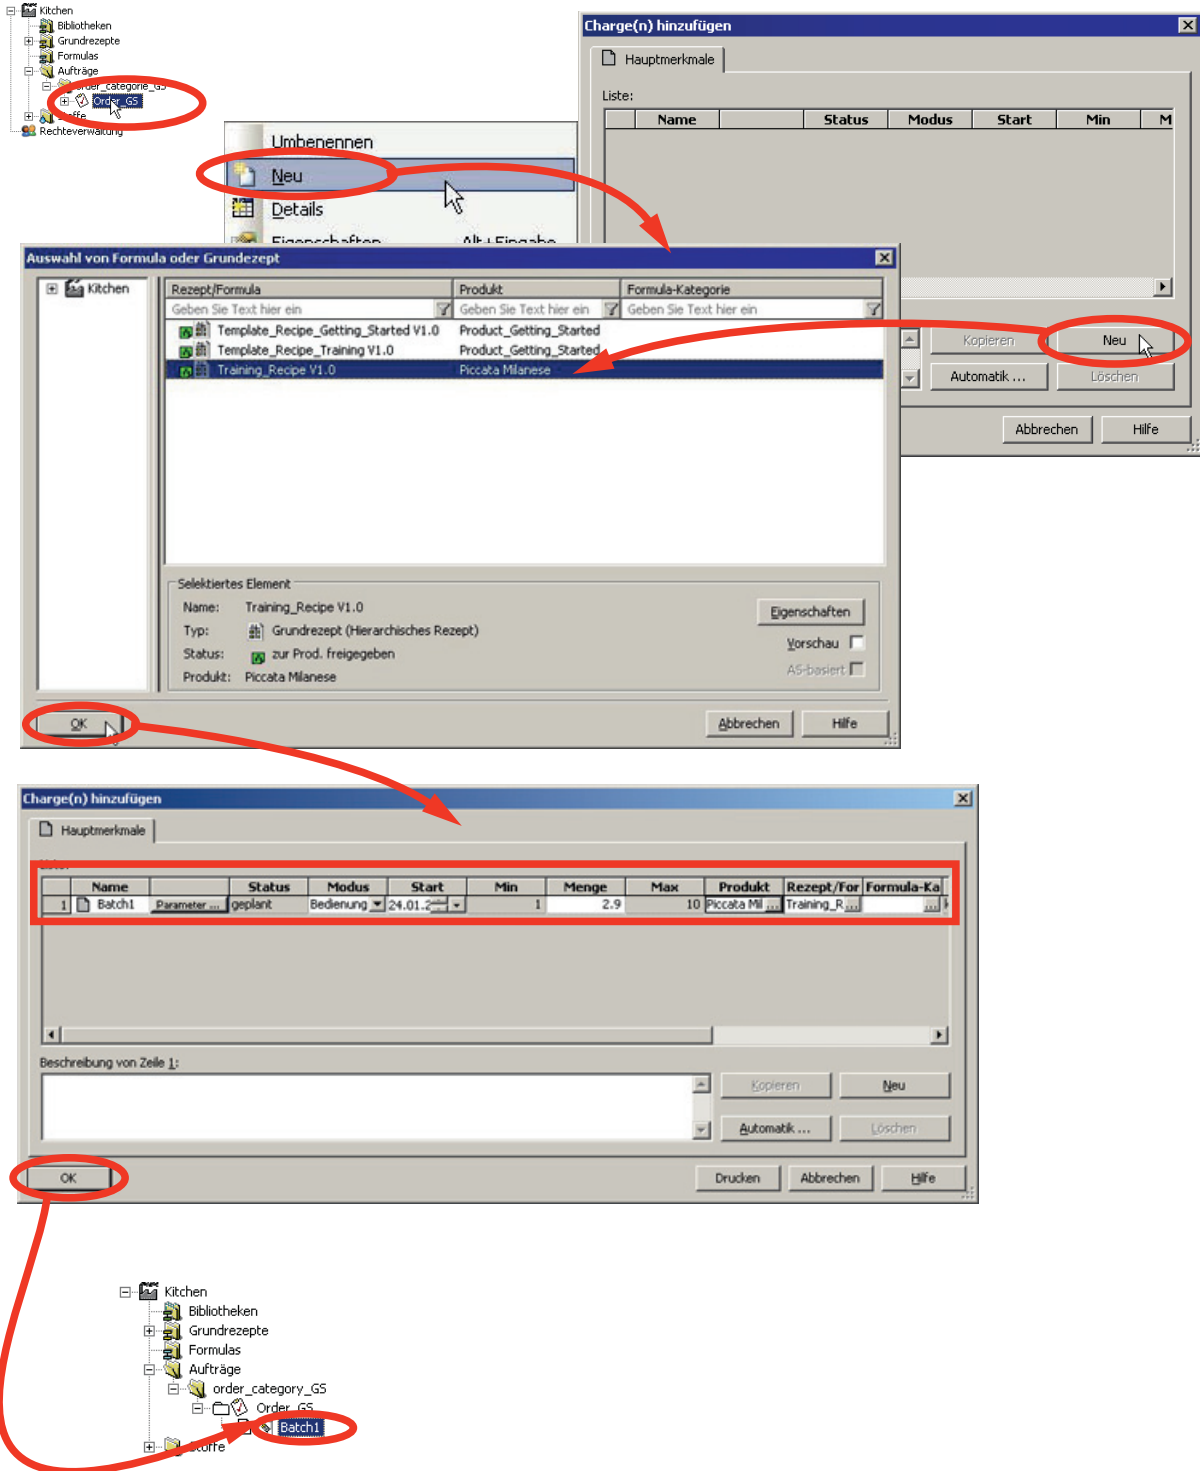 Kitchen
Bibliotheken
Grundrezepte
Formulas
Aufträge
order_categorie_GS
Order_GS
Rechteverwaltung
Charge(n) hinzufügen
Hauptmerkmale
Liste:
Name Status Modus Start Min M
Umbenennen
Neu
Details
Eigenschaften Alt+Eingabe
Kopieren Neu
Automatik ... Löschen
Abbrechen Hilfe
Auswahl von Formula oder Grundezept
Kitchen
Rezept/Formula Produkt Formula-Kategorie
Geben Sie Text hier ein Geben Sie Text hier ein Geben Sie Text hier ein
Template_Recipe_Getting_Started V1.0 Product_Getting_Started
Template_Recipe_Training V1.0 Product_Getting_Started
Training_Recipe V1.0 Piccata Milanese
Selektiertes Element
Name: Training_Recipe V1.0
Typ: Grundrezept (Hierarchisches Rezept)
Status: zur Prod. freigegeben
Produkt: Piccata Milanese
Eigenschaften
Vorschau
AS-basiert
OK Abbrechen Hilfe
Charge(n) hinzufügen
Hauptmerkmale
Name Status Modus Start Min Menge Max Produkt Rezept/For Formula-Ka
1 Batch1 Parameter ... geplant Bedienung 24.01.2 1 2.9 10 Piccata Mil ... Training_R ... ...
Beschreibung von Zeile 1:
Kopieren Neu
Automatik ... Löschen
OK Drucken Abbrechen Hilfe
Kitchen
Bibliotheken
Grundrezepte
Formulas
Aufträge
order_category_GS
Order_GS
Batch1
Stoffe